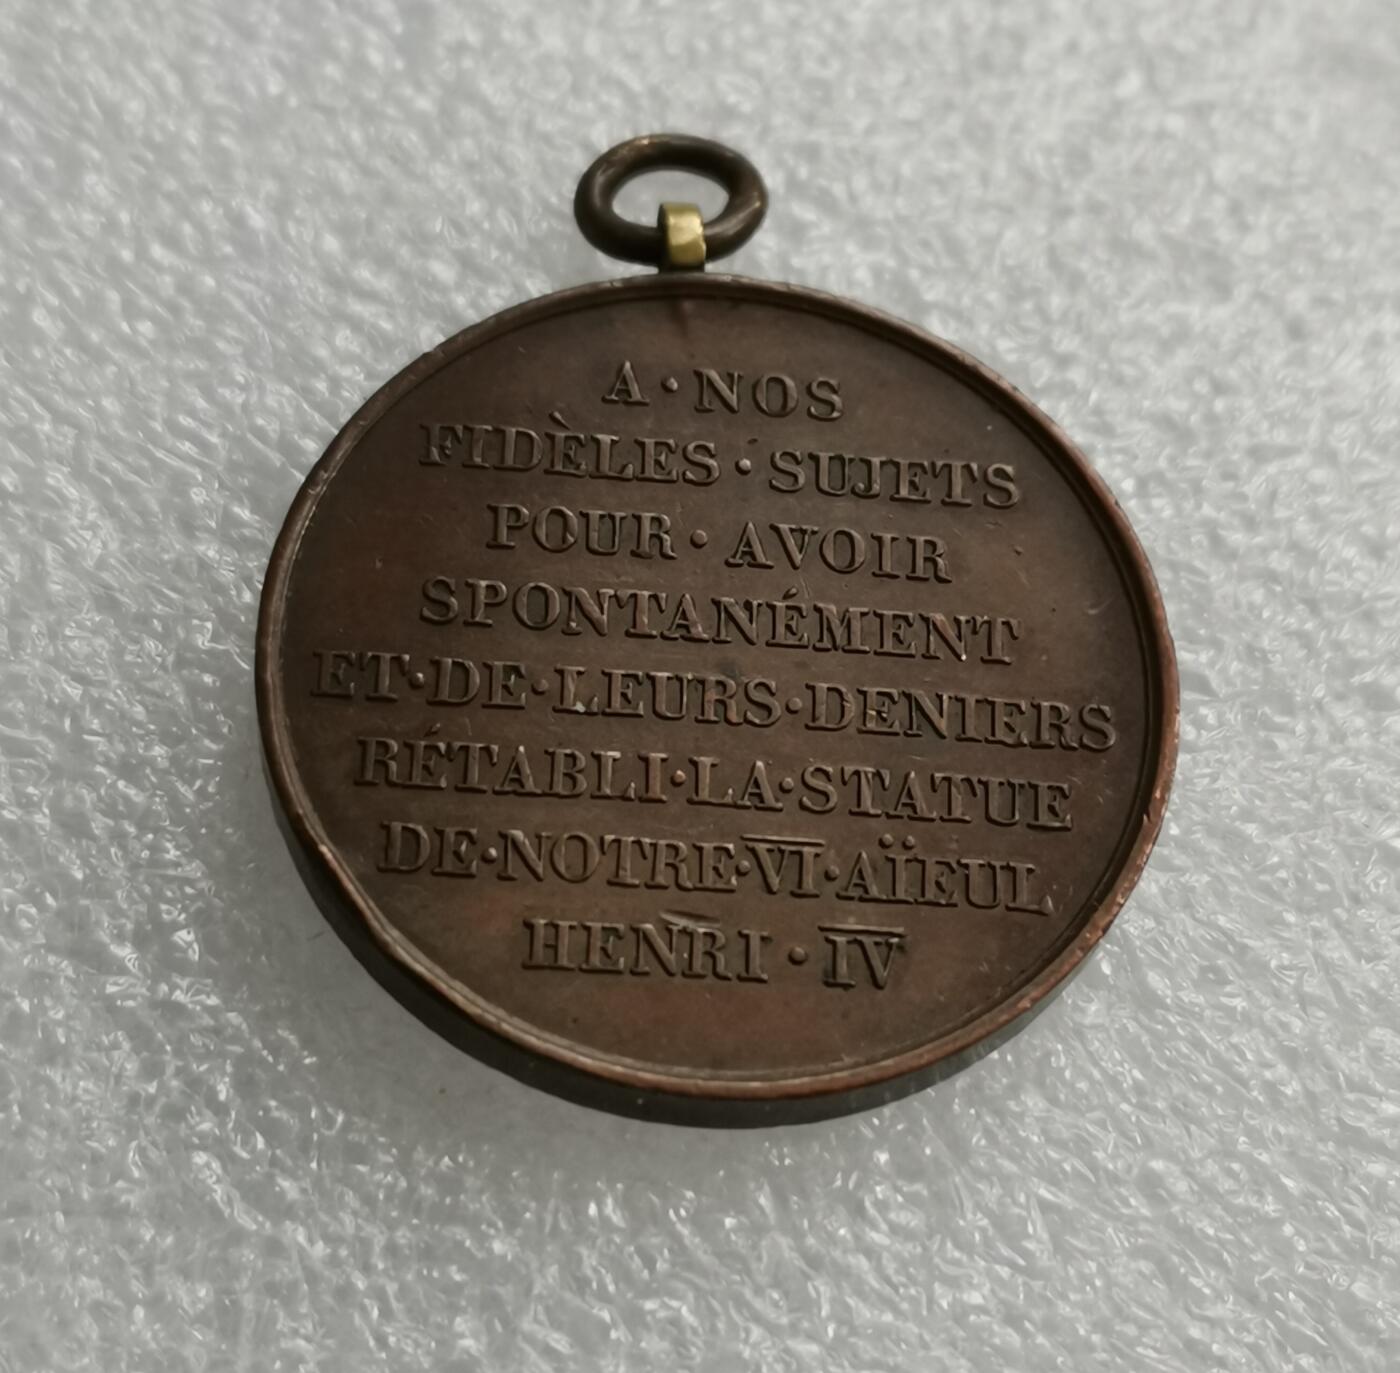 A·NOS
FIDÈLES·SUJETS
POUR·AVOIR
SPONTANÉMENT
ET·DE·LEURS·DENIERS
RÉTABLI·LA·STATUE
DE·NOTRE·VI·AÏEUL
HENRI·IV